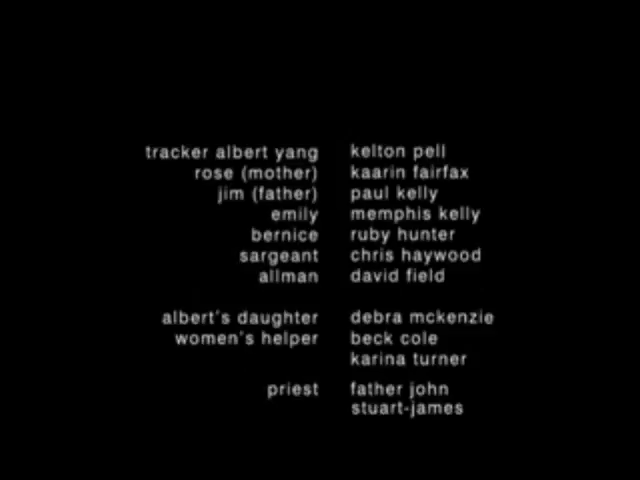 tracker albert yang kelton pell
rose (mother) kaarin fairfax
jim (father) paul kelly
emily memphis kelly
bernice ruby hunter
sargeant chris haywood
allman david field
albert's daughter debra mckenzie
women's helper beck cole
karina turner
priest father john
stuart-james